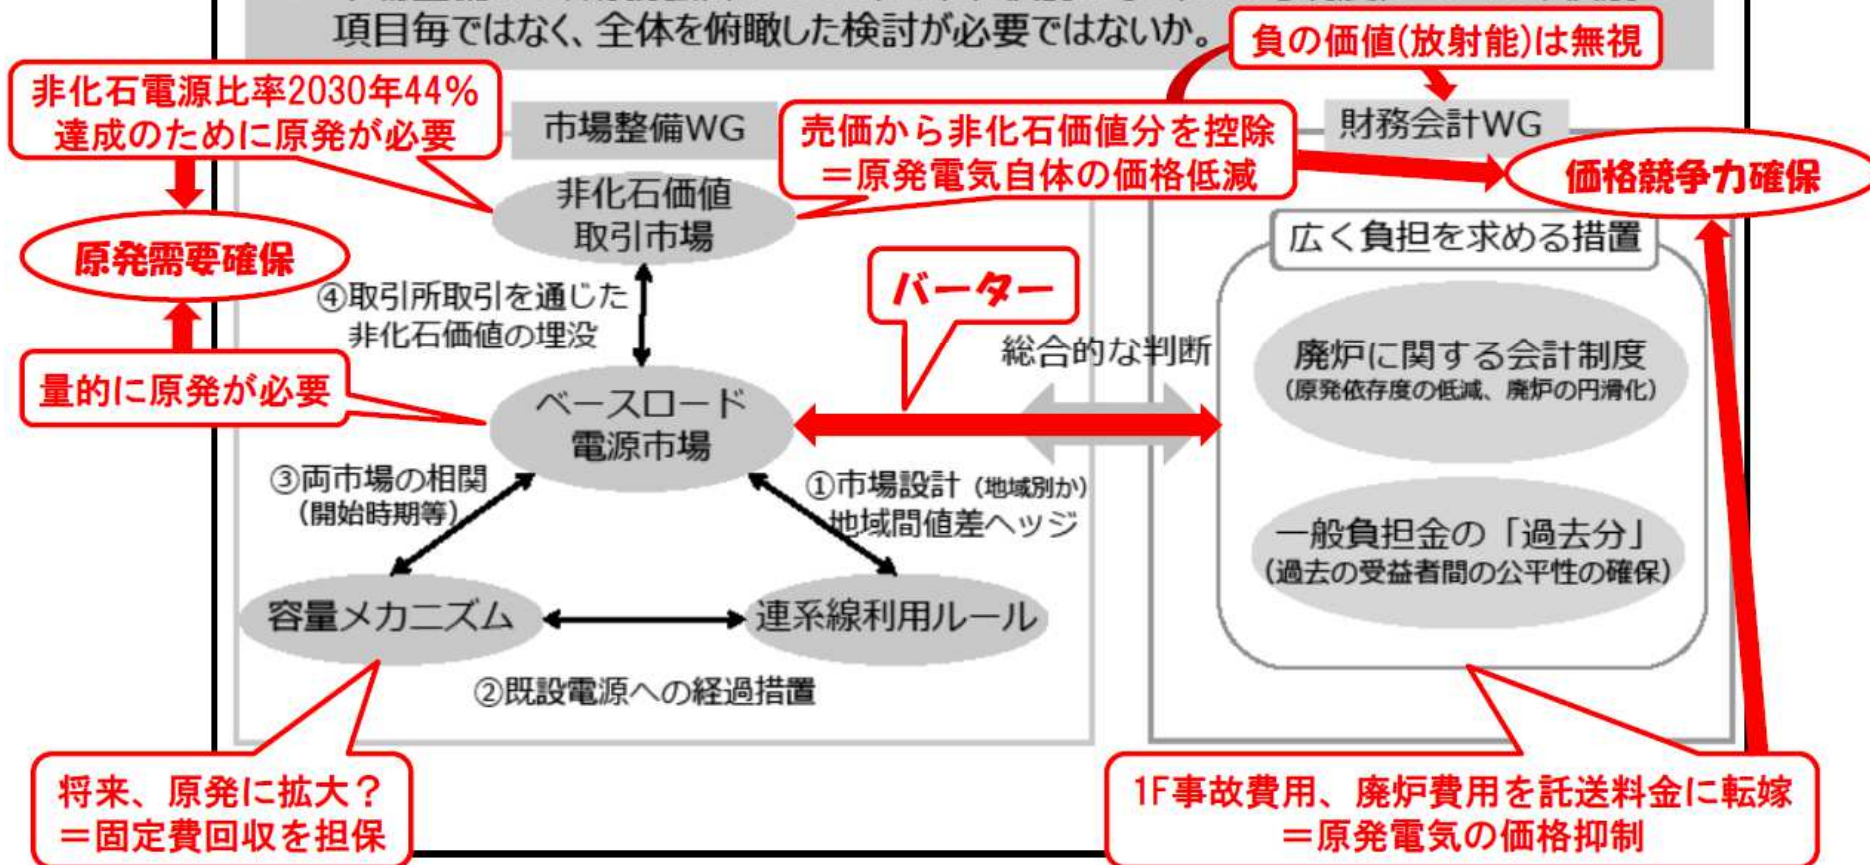 項目毎ではなく、全体を俯瞰した検討が必要ではないか。
負の価値(放射能)は無視
非化石電源比率2030年44%
達成のために原発が必要
市場整備WG
売価から非化石価値分を控除
＝原発電気自体の価格低減
財務会計WG
価格競争力確保
非化石価値
取引市場
原発需要確保
広く負担を求める措置
④取引所取引を通じた
非化石価値の埋没
バーター
総合的な判断
廃炉に関する会計制度
(原発依存度の低減、廃炉の円滑化)
量的に原発が必要
ベースロード
電源市場
③両市場の相関
(開始時期等)
①市場設計 (地域別か)
地域間値差ヘッジ
一般負担金の「過去分」
(過去の受益者間の公平性の確保)
容量メカニズム
連系線利用ルール
②既設電源への経過措置
将来、原発に拡大？
＝固定費回収を担保
1F事故費用、廃炉費用を託送料金に転嫁
＝原発電気の価格抑制